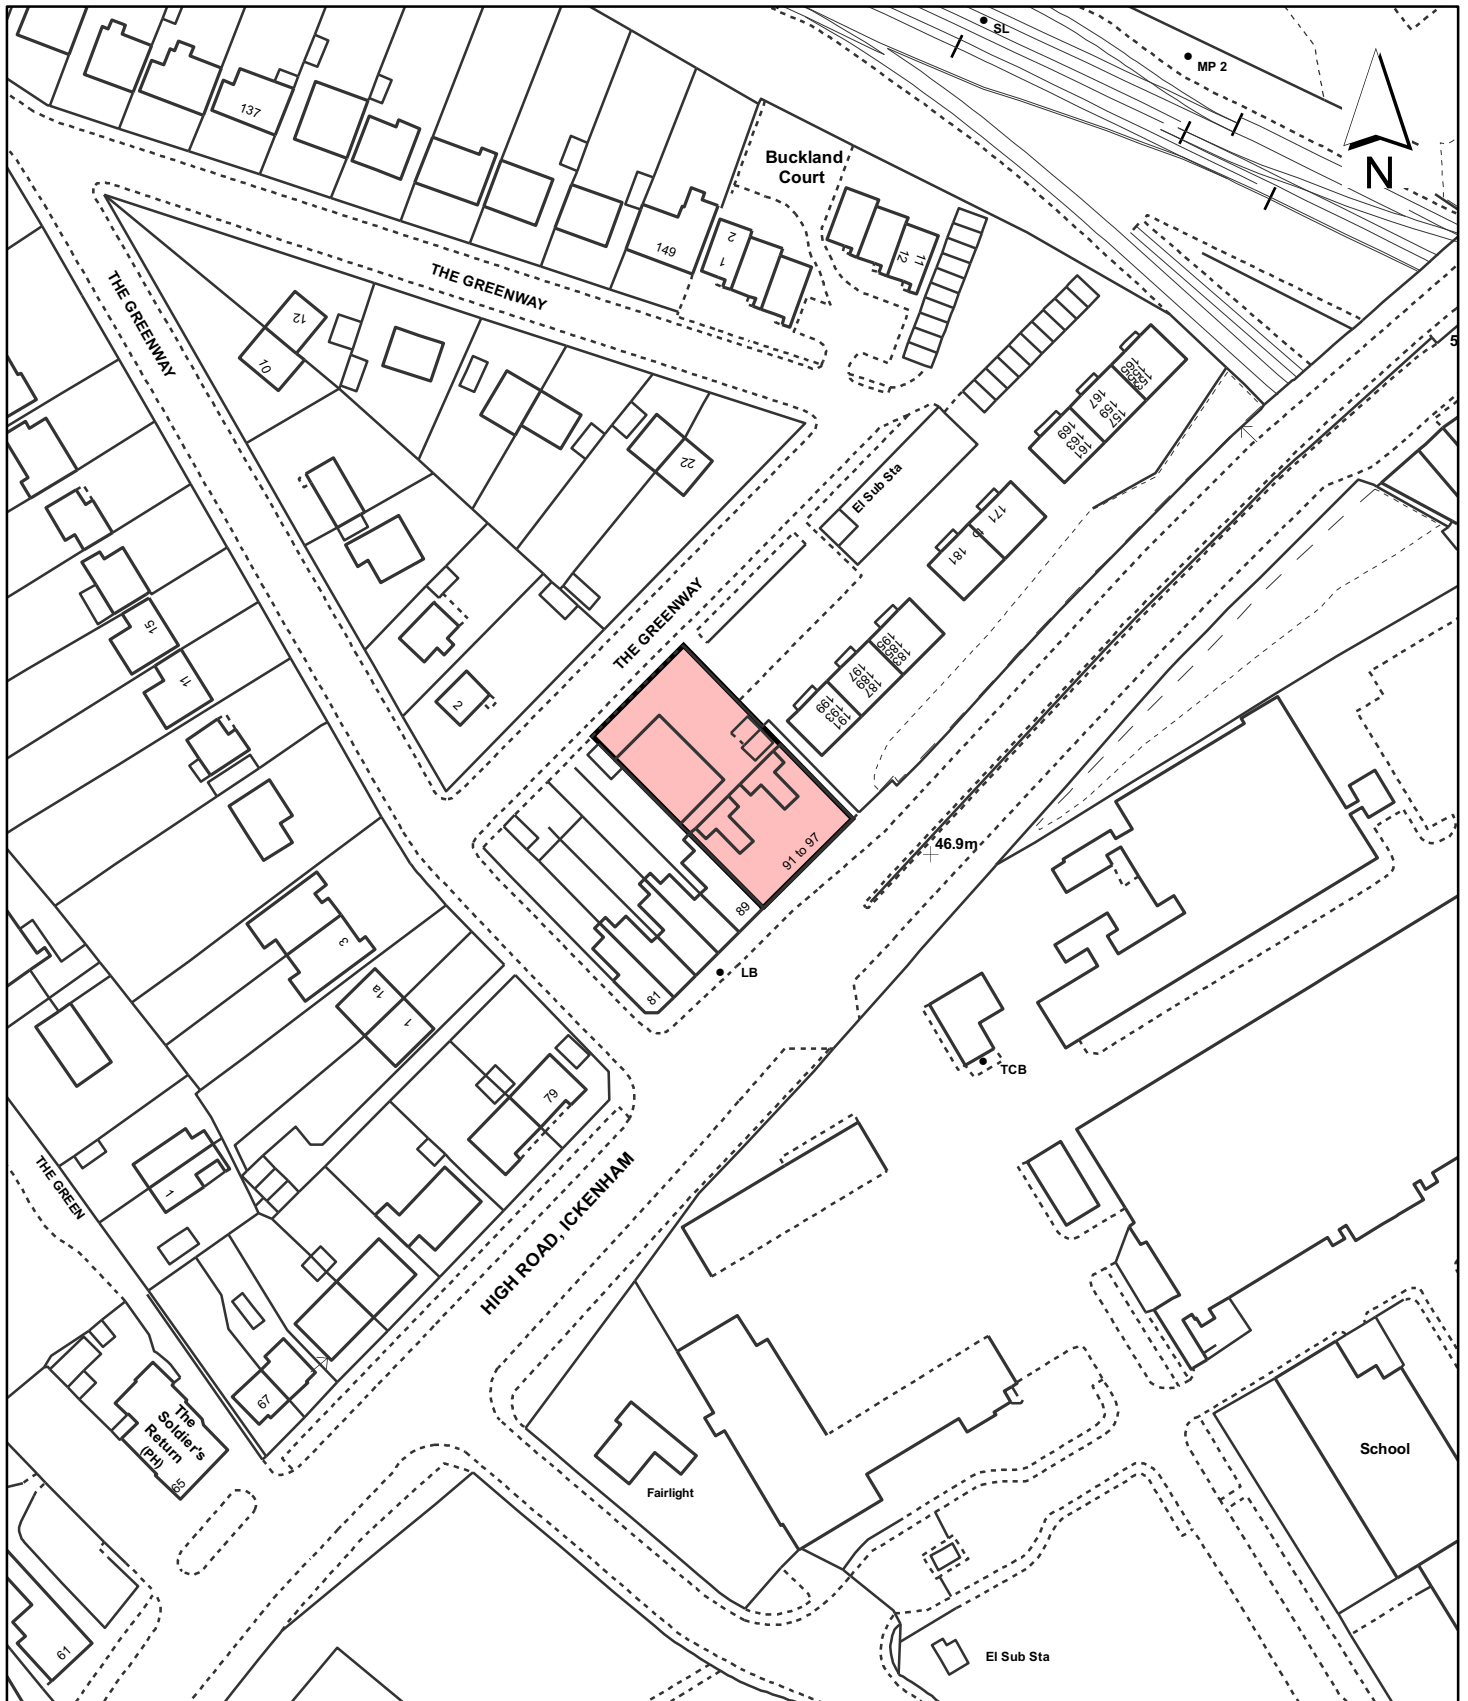 SL
MP 2
N
137
Buckland
Court
149
2
1
12
11
THE GREENWAY
THE GREENWAY
12
10
22
El Sub Sta
167
159
157
169
163
161
171
181
THE GREENWAY
197
189
187
199
193
191
15
11
2
91 to 97
46.9m
89
LB
81
3
1a
1
TCB
79
THE GREEN
1
HIGH ROAD, ICKENHAM
67
The
Soldier's
Return
(PH)
65
Fairlight
School
61
El Sub Sta